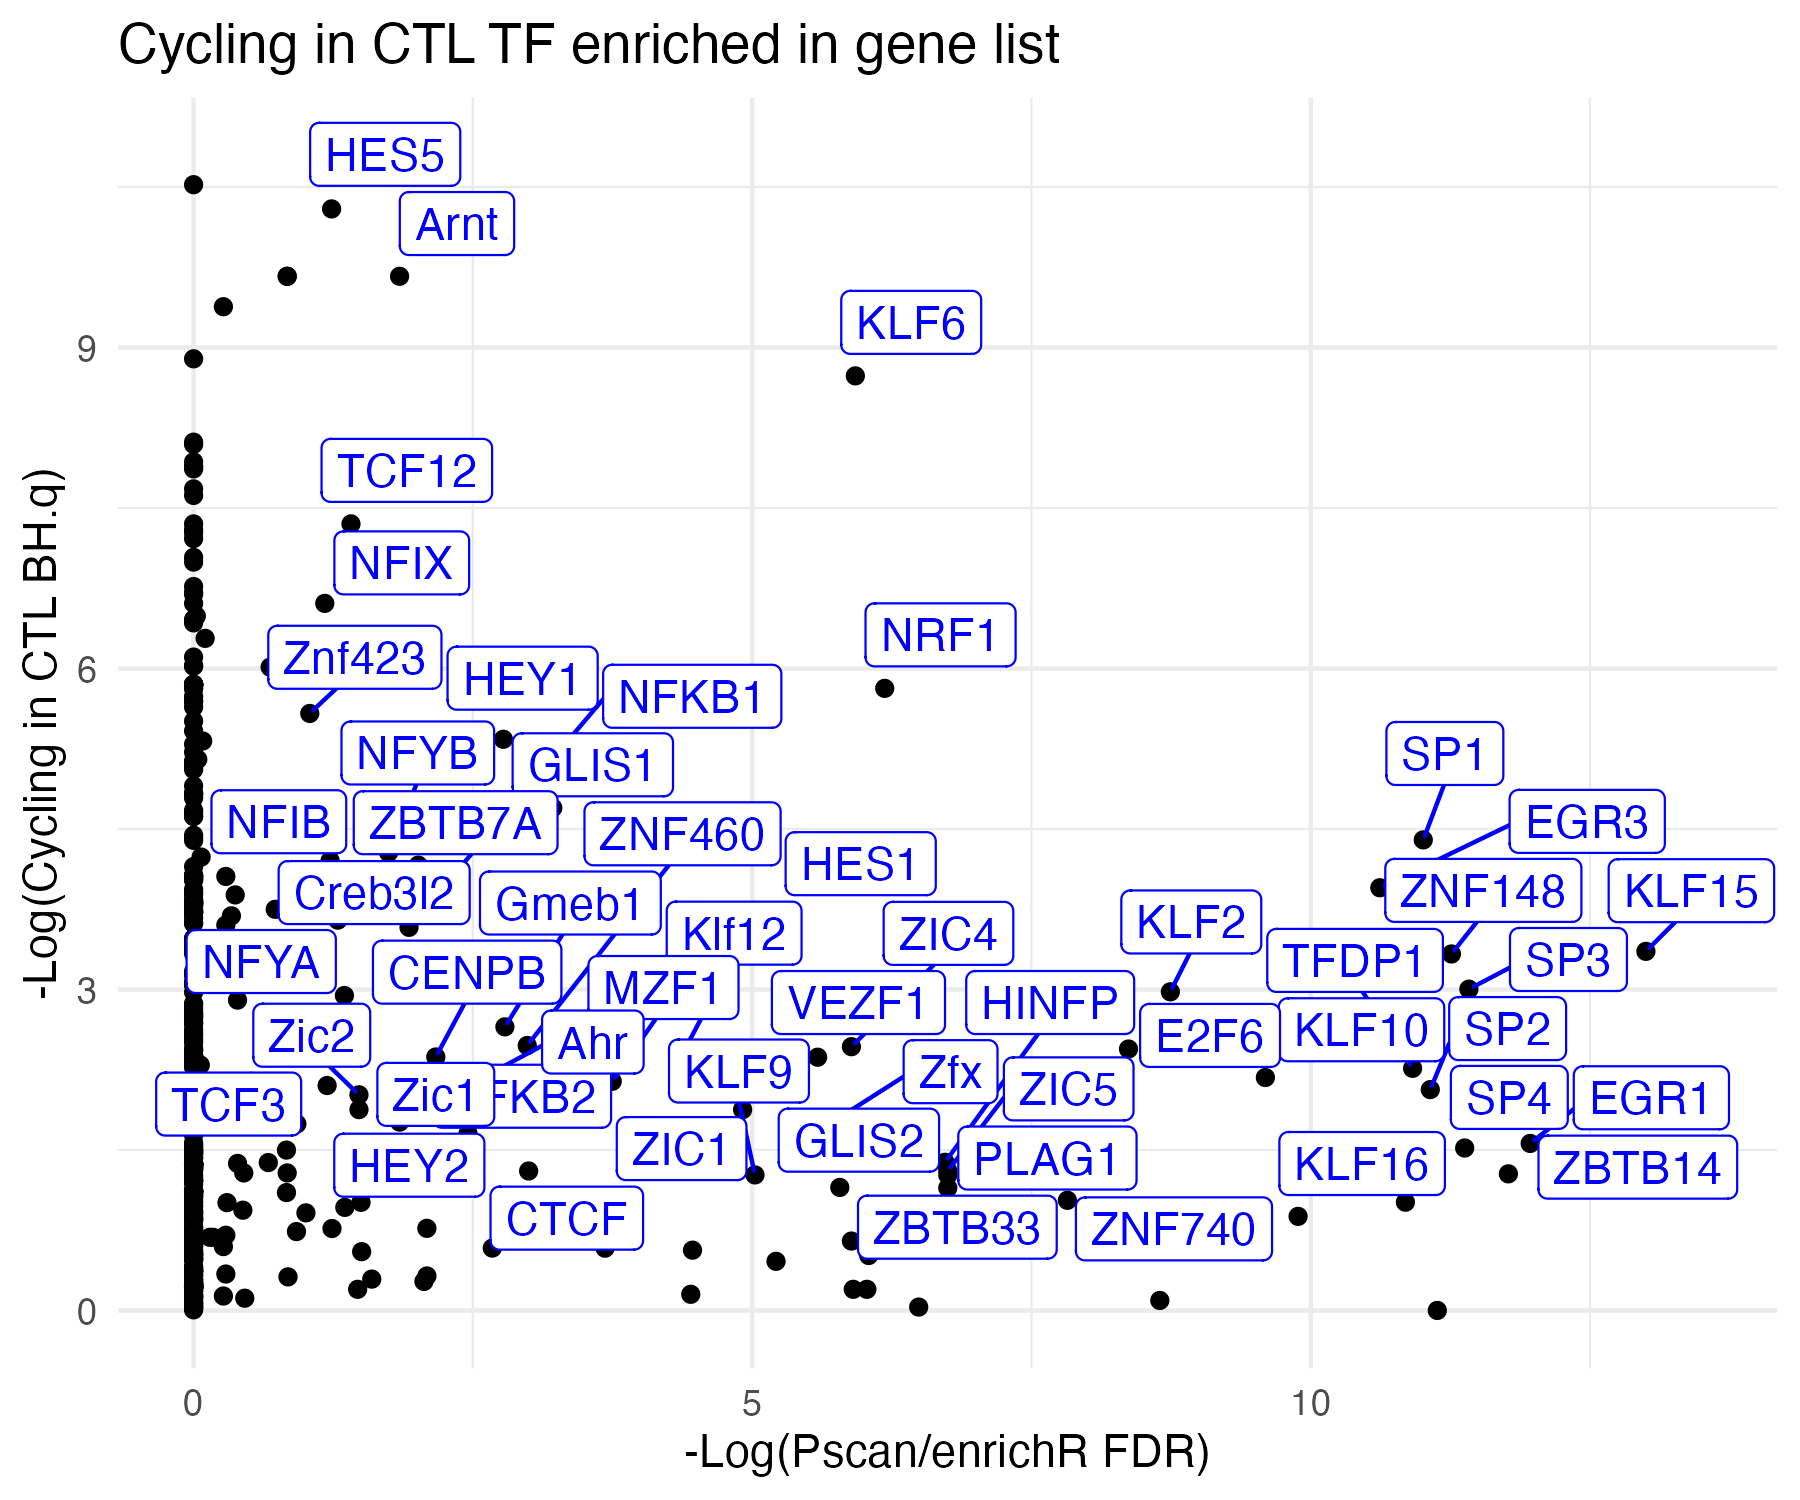 Cycling in CTL TF enriched in gene list
HES5
Arnt
KLF6
9
TCF12
NFIX
NRF1
Znf423
HEY1
NFKB1
6
NFYB
GLIS1
SP1
NFIB
ZBTB7A
ZNF460
EGR3
HES1
Creb3l2
Gmeb1
ZNF148
KLF15
Klf12
ZIC4
KLF2
NFYA
CENPB
TFDP1
SP3
MZF1
VEZF1
HINFP
3
Zic2
Ahr
E2F6
KLF10
SP2
KLF9
Zfx
ZIC5
TCF3
Zic1
FKB2
SP4
EGR1
ZIC1
GLIS2
HEY2
PLAG1
KLF16
ZBTB14
CTCF
ZBTB33
ZNF740
0
0
5
10
-Log(Pscan/enrichR FDR)
-Log(Cycling in CTL BH.q)